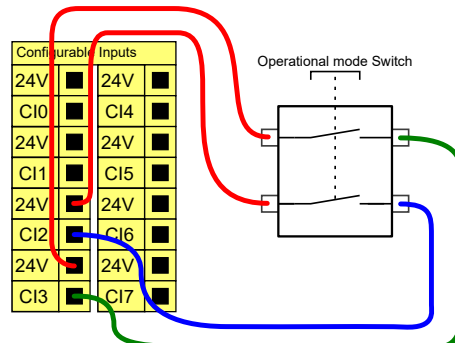 Configurable Inputs
Operational mode Switch
24V 24V
CI0 CI4
24V 24V
CI1 CI5
24V 24V
CI2 CI6
24V 24V
CI3 CI7